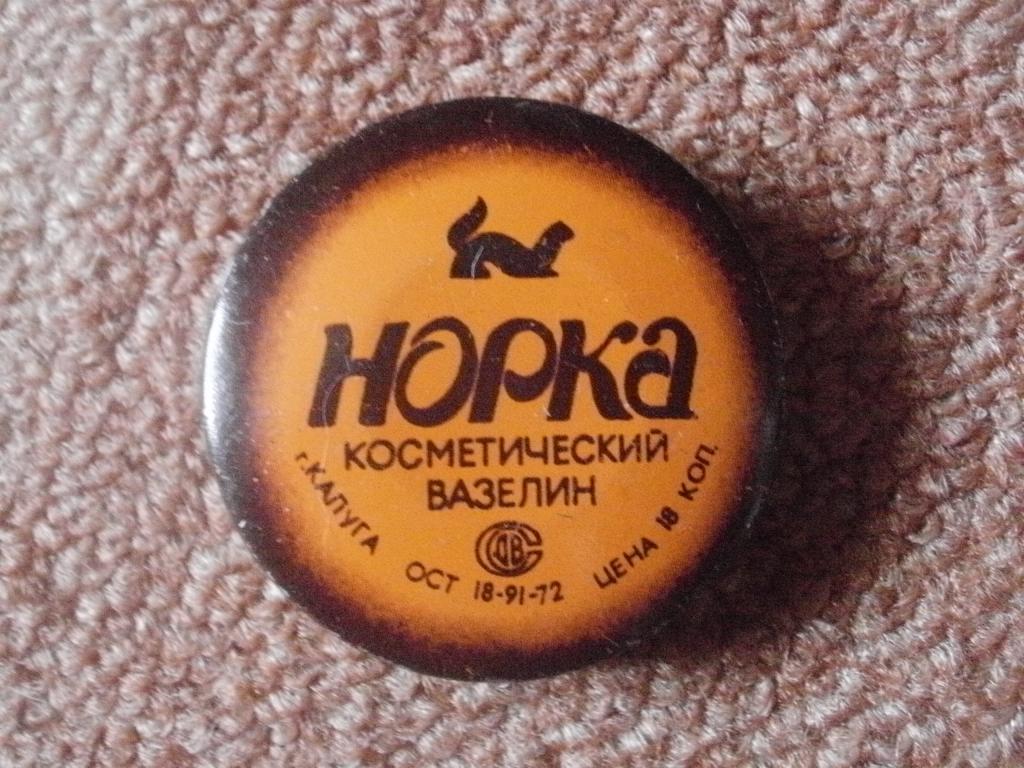 НОРКА
КОСМЕТИЧЕСКИЙ
ВАЗЕЛИН
г. КАЛУГА
ОСТ 18-91-72
ЦЕНА 18 КОП.